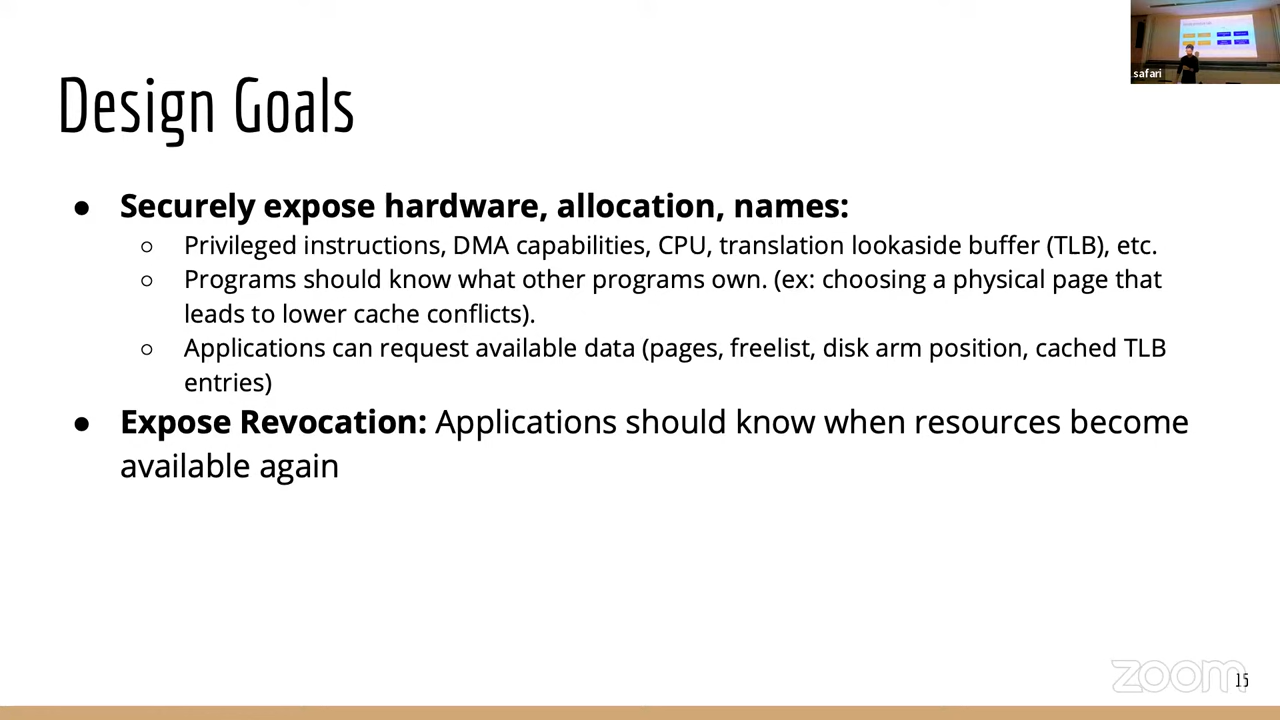 safari
Design Goals
● Securely expose hardware, allocation, names:
○ Privileged instructions, DMA capabilities, CPU, translation lookaside buffer (TLB), etc.
○ Programs should know what other programs own. (ex: choosing a physical page that
leads to lower cache conflicts).
○ Applications can request available data (pages, freelist, disk arm position, cached TLB
entries)
● Expose Revocation: Applications should know when resources become
available again
zoom
15